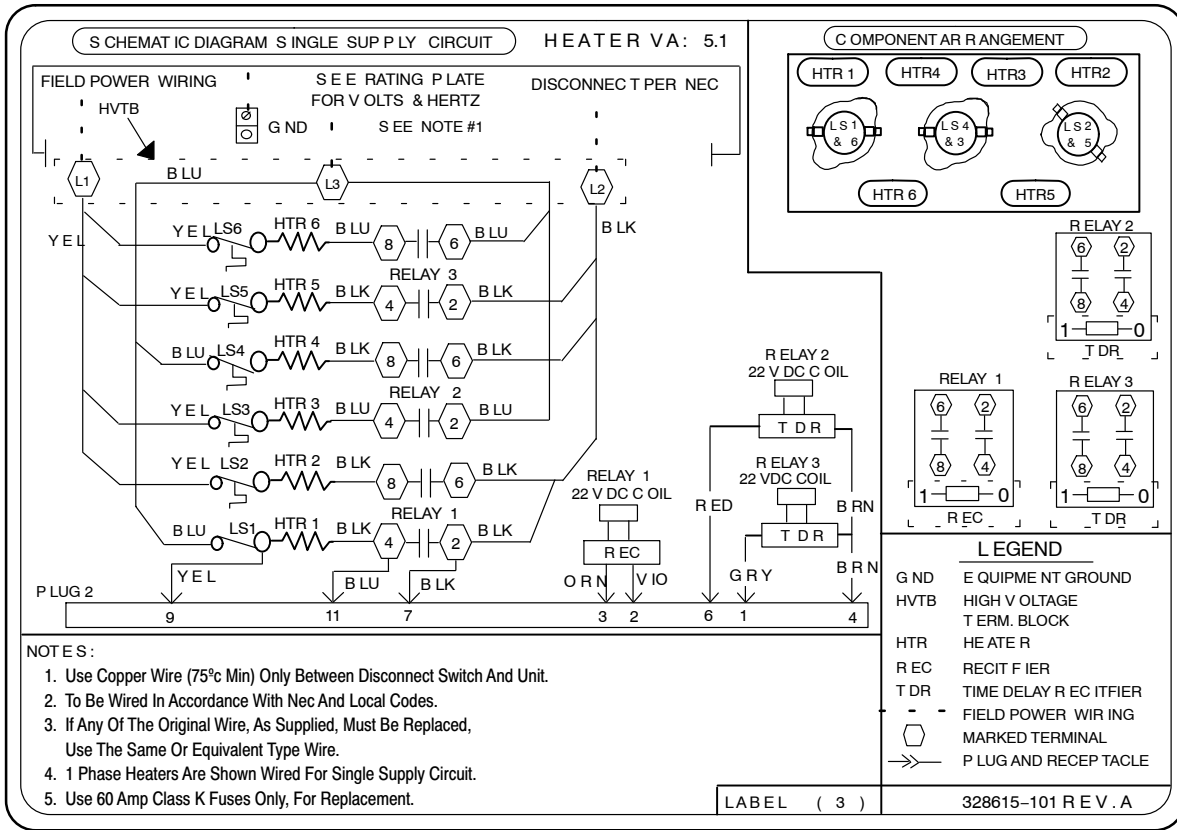 SCHEMATIC DIAGRAM SINGLE SUPPLY CIRCUIT
HEATER VA: 5.1
FIELD POWER WIRING
SEE RATING PLATE
FOR VOLTS & HERTZ
DISCONNECT PER NEC
HVTB
GND
SEE NOTE #1
L1
BLU
L3
L2
YEL
BLK
YEL LS6 HTR 6 BLU 8 6 BLU
RELAY 3
YEL LS5 HTR 5 BLK 4 2 BLK
BLU LS4 HTR 4 BLK 8 6 BLK
RELAY 2
YEL LS3 HTR 3 BLU 4 2 BLU
YEL LS2 HTR 2 BLK 8 6 BLK
RELAY 1
BLU LS1 HTR 1 BLK 4 2 BLK
YEL
BLU
BLK
RELAY 1
22 VDC COIL
REC
ORN
VIO
RELAY 2
22 VDC COIL
TDR
RED
BRN
RELAY 3
22 VDC COIL
TDR
GRY
BRN
PLUG 2
9 11 7 3 2 6 1 4
COMPONENT ARRANGEMENT
HTR 1 HTR4 HTR3 HTR2
LS 1
& 6
LS 4
& 3
LS 2
& 5
HTR 6 HTR5
RELAY 2
6 2
8 4
1 0
TDR
RELAY 1
6 2
8 4
1 0
REC
RELAY 3
6 2
8 4
1 0
TDR
LEGEND
GND EQUIPMENT GROUND
HVTB HIGH VOLTAGE
TERM. BLOCK
HTR HEATER
REC RECITFIER
TDR TIME DELAY RECITFIER
FIELD POWER WIRING
MARKED TERMINAL
PLUG AND RECEPTACLE
NOTES:
1. Use Copper Wire (75ºc Min) Only Between Disconnect Switch And Unit.
2. To Be Wired In Accordance With Nec And Local Codes.
3. If Any Of The Original Wire, As Supplied, Must Be Replaced,
Use The Same Or Equivalent Type Wire.
4. 1 Phase Heaters Are Shown Wired For Single Supply Circuit.
5. Use 60 Amp Class K Fuses Only, For Replacement.
LABEL ( 3 )
328615–101 REV. A